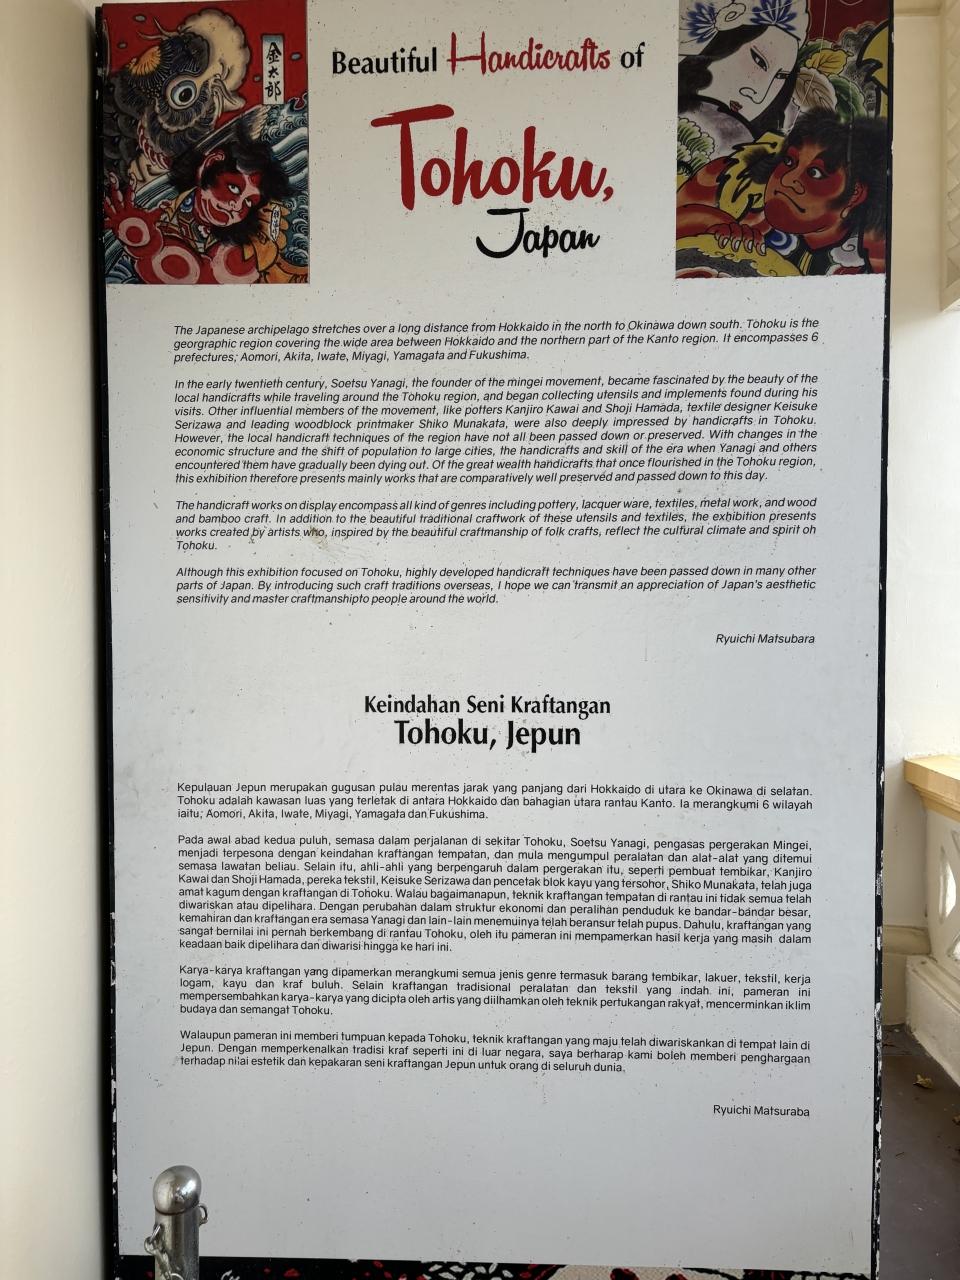 金太郎
Beautiful Handicrafts of
Tohoku,
Japan
The Japanese archipelago stretches over a long distance from Hokkaido in the north to Okinawa down south. Tohoku is the
georgraphic region covering the wide area between Hokkaido and the northern part of the Kanto region. It encompasses 6
prefectures; Aomori, Akita, Iwate, Miyagi, Yamagata and Fukushima.
In the early twentieth century, Soetsu Yanagi, the founder of the mingei movement, became fascinated by the beauty of the
local handicrafts while traveling around the Tohoku region, and began collecting utensils and implements found during his
visits. Other influential members of the movement, like potters Kanjiro Kawai and Shoji Hamada, textile designer Keisuke
Serizawa and leading woodblock printmaker Shiko Munakata, were also deeply impressed by handicrafts in Tohoku.
However, the local handicraft techniques of the region have not all been passed down or preserved. With changes in the
economic structure and the shift of population to large cities, the handicrafts and skill of the era when Yanagi and others
encountered them have gradually been dying out. Of the great wealth handicrafts that once flourished in the Tohoku region,
this exhibition therefore presents mainly works that are comparatively well preserved and passed down to this day.
The handicraft works on display encompass all kind of genres including pottery, lacquer ware, textiles, metal work, and wood
and bamboo craft. In addition to the beautiful traditional craftwork of these utensils and textiles, the exhibition presents
works created by artists who, inspired by the beautiful craftmanship of folk crafts, reflect the cultural climate and spirit oh
Tohoku.
Although this exhibition focused on Tohoku, highly developed handicraft techniques have been passed down in many other
parts of Japan. By introducing such craft traditions overseas, I hope we can transmit an appreciation of Japan's aesthetic
sensitivity and master craftmanshipto people around the world.
Ryuichi Matsubara
Keindahan Seni Kraftangan
Tohoku, Jepun
Kepulauan Jepun merupakan gugusan pulau merentas jarak yang panjang dari Hokkaido di utara ke Okinawa di selatan.
Tohoku adalah kawasan luas yang terletak di antara Hokkaido dan bahagian utara rantau Kanto. Ia merangkumi 6 wilayah
iaitu; Aomori, Akita, Iwate, Miyagi, Yamagata dan Fukushima.
Pada awal abad kedua puluh, semasa dalam perjalanan di sekitar Tohoku, Soetsu Yanagi, pengasas pergerakan Mingei,
menjadi terpesona dengan keindahan kraftangan tempatan, dan mula mengumpul peralatan dan alat-alat yang ditemui
semasa lawatan beliau. Selain itu, ahli-ahli yang berpengaruh dalam pergerakan itu, seperti pembuat tembikar, Kanjiro
Kawai dan Shoji Hamada, pereka tekstil, Keisuke Serizawa dan pencetak blok kayu yang tersohor, Shiko Munakata, telah juga
amat kagum dengan kraftangan di Tohoku. Walau bagaimanapun, teknik kraftangan tempatan di rantau ini tidak semua telah
diwariskan atau dipelihara. Dengan perubahan dalam struktur ekonomi dan peralihan penduduk ke bandar-bandar besar,
kemahiran dan kraftangan era semasa Yanagi dan lain-lain menemuinya telah beransur telah pupus. Dahulu, kraftangan yang
sangat bernilai ini pernah berkembang di rantau Tohoku, oleh itu pameran ini mempamerkan hasil kerja yang masih dalam
keadaan baik dipelihara dan diwarisi hingga ke hari ini.
Karya-karya kraftangan yang dipamerkan merangkumi semua jenis genre termasuk barang tembikar, lakuer, tekstil, kerja
logam, kayu dan kraf buluh. Selain kraftangan tradisional peralatan dan tekstil yang indah ini, pameran ini
mempersembahkan karya-karya yang dicipta oleh artis yang diilhamkan oleh teknik pertukangan rakyat, mencerminkan iklim
budaya dan semangat Tohoku.
Walaupun pameran ini memberi tumpuan kepada Tohoku, teknik kraftangan yang maju telah diwariskankan di tempat lain di
Jepun. Dengan memperkenalkan tradisi kraf seperti ini di luar negara, saya berharap kami boleh memberi penghargaan
terhadap nilai estetik dan kepakaran seni kraftangan Jepun untuk orang di seluruh dunia.
Ryuichi Matsuraba